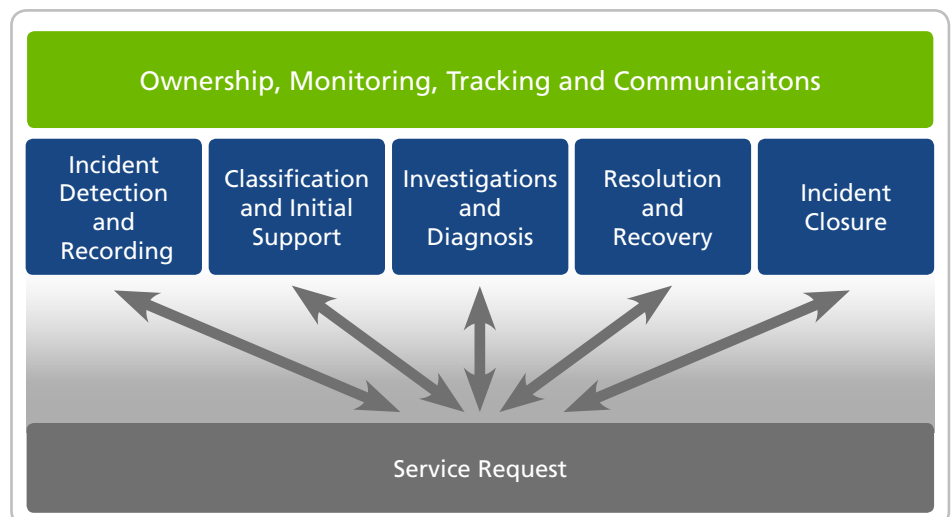 Ownership, Monitoring, Tracking and Communicaitons
Incident
Detection
and
Recording
Classification
and Initial
Support
Investigations
and
Diagnosis
Resolution
and
Recovery
Incident
Closure
Service Request